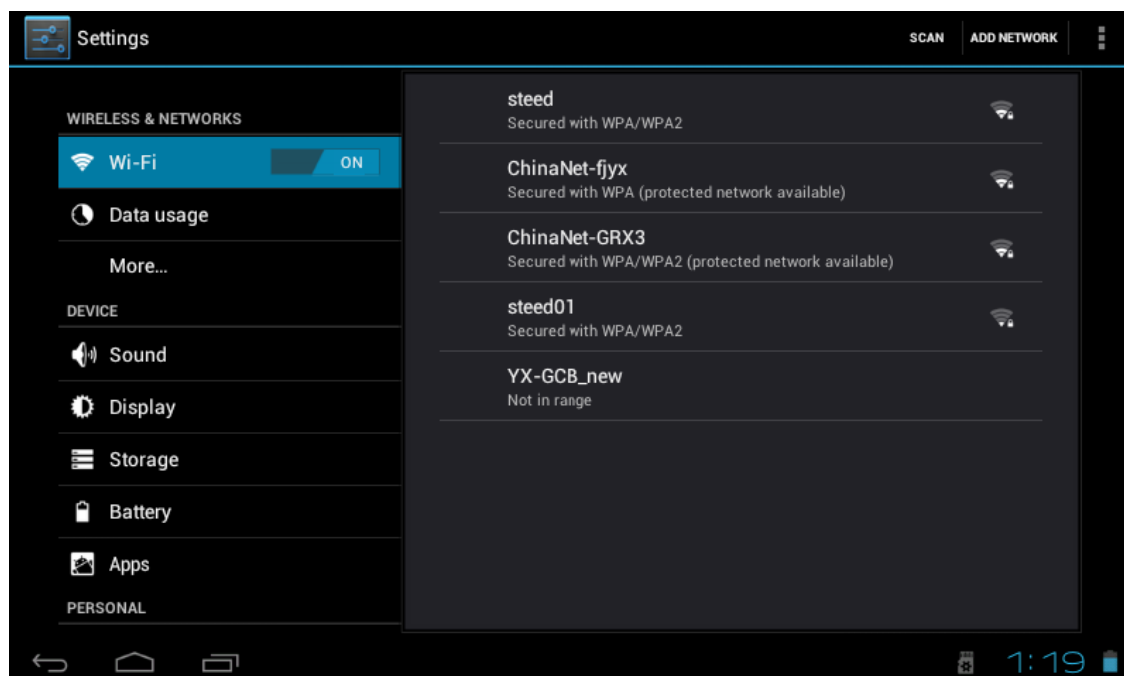 Settings
SCAN
ADD NETWORK
WIRELESS & NETWORKS
Wi-Fi
ON
Data usage
More...
DEVICE
Sound
Display
Storage
Battery
Apps
PERSONAL
steed
Secured with WPA/WPA2
ChinaNet-fjyx
Secured with WPA (protected network available)
ChinaNet-GRX3
Secured with WPA/WPA2 (protected network available)
steed01
Secured with WPA/WPA2
YX-GCB_new
Not in range
1:19